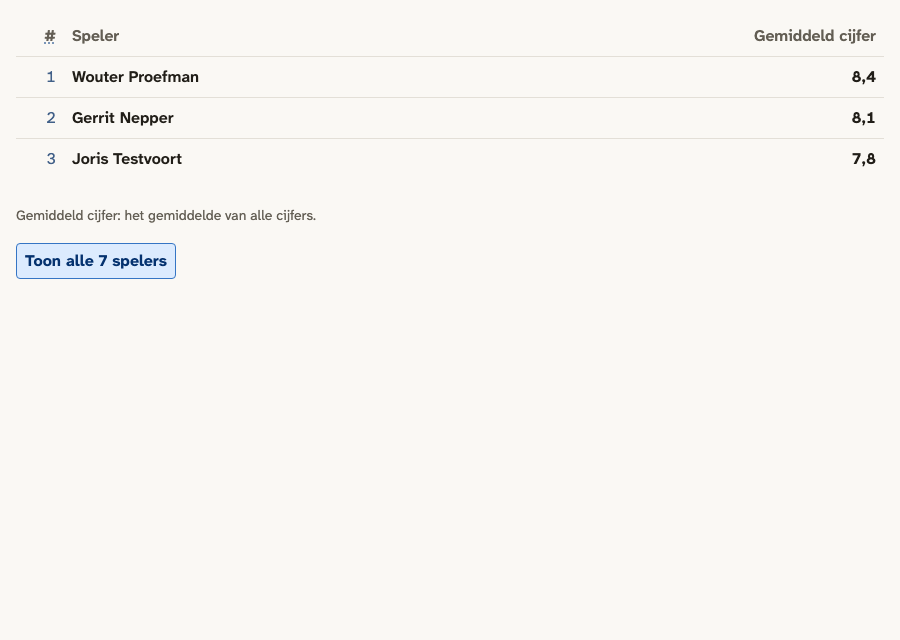 # Speler Gemiddeld cijfer
1 Wouter Proefman 8,4
2 Gerrit Nepper 8,1
3 Joris Testvoort 7,8
Gemiddeld cijfer: het gemiddelde van alle cijfers.
Toon alle 7 spelers